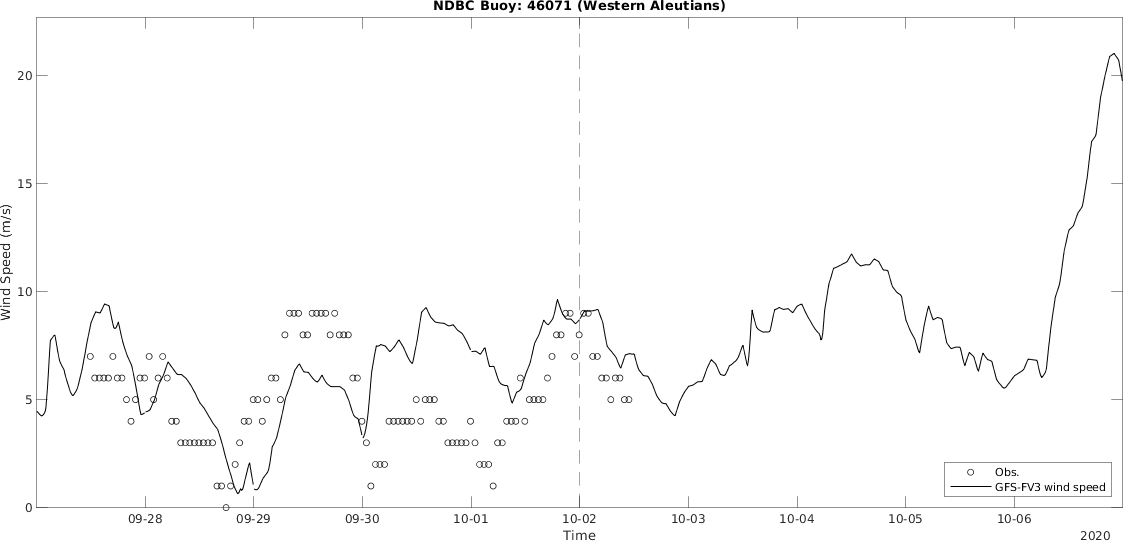 NDBC Buoy: 46071 (Western Aleutians)
Wind Speed (m/s)
20
15
10
5
0
09-28 09-29 09-30 10-01 10-02 10-03 10-04 10-05 10-06
Time
2020
Obs.
GFS-FV3 wind speed